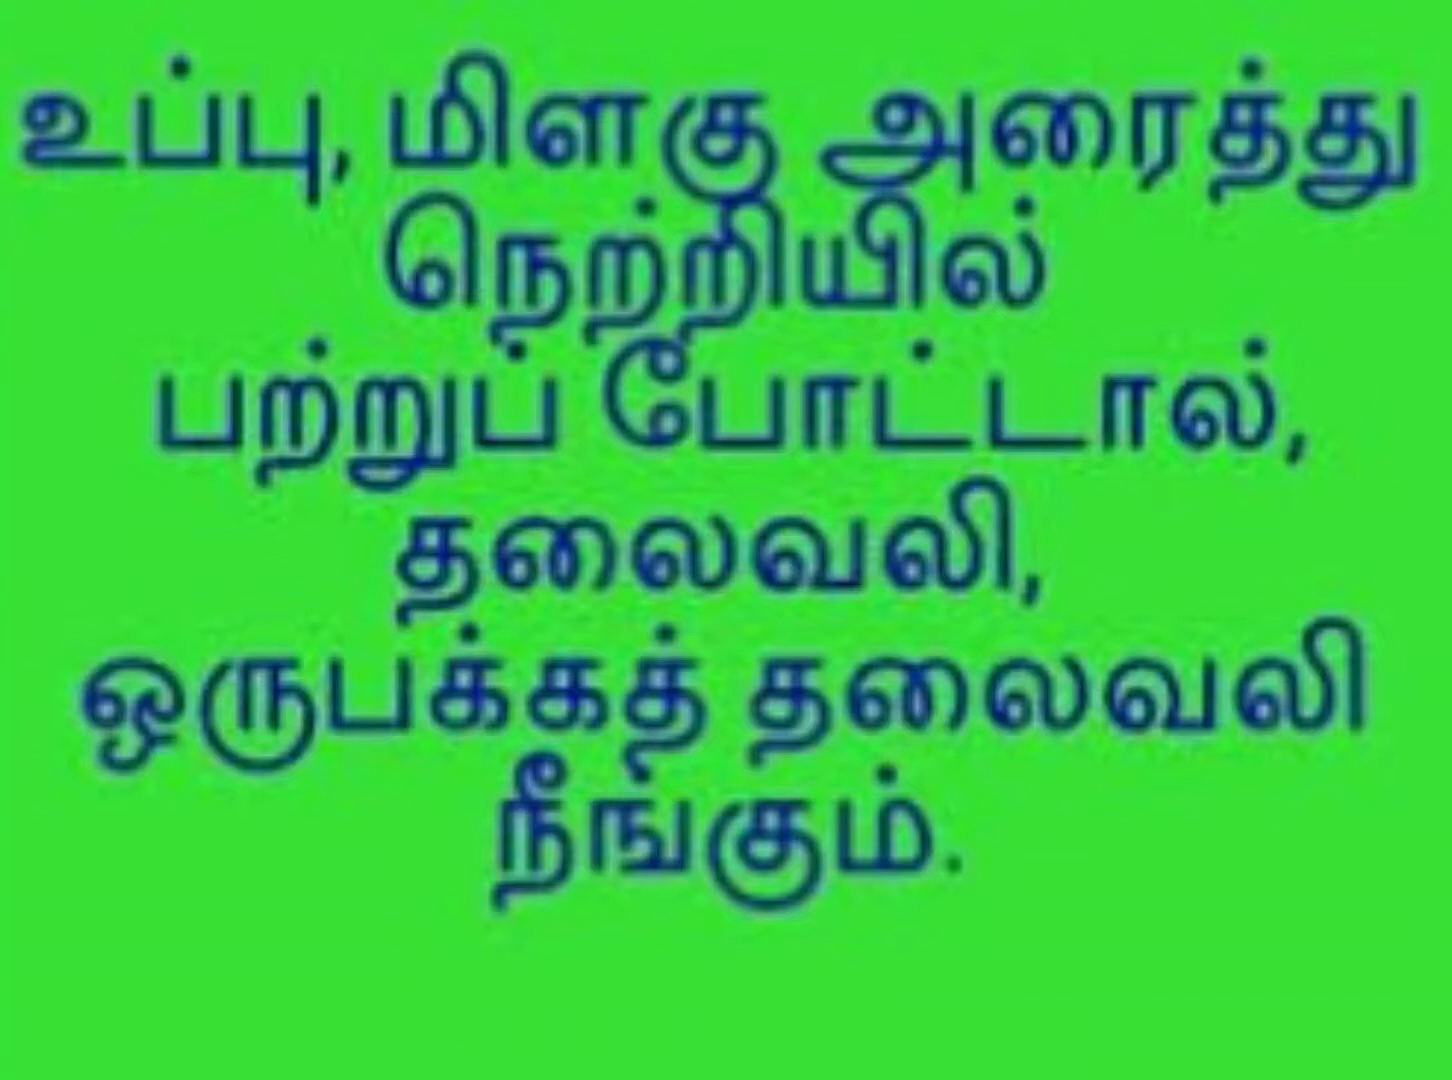 உப்பு, மிளகு அரைத்து
நெற்றியில்
பற்றுப் போட்டால்,
தலைவலி,
ஒருபக்கத் தலைவலி
நீங்கும்.